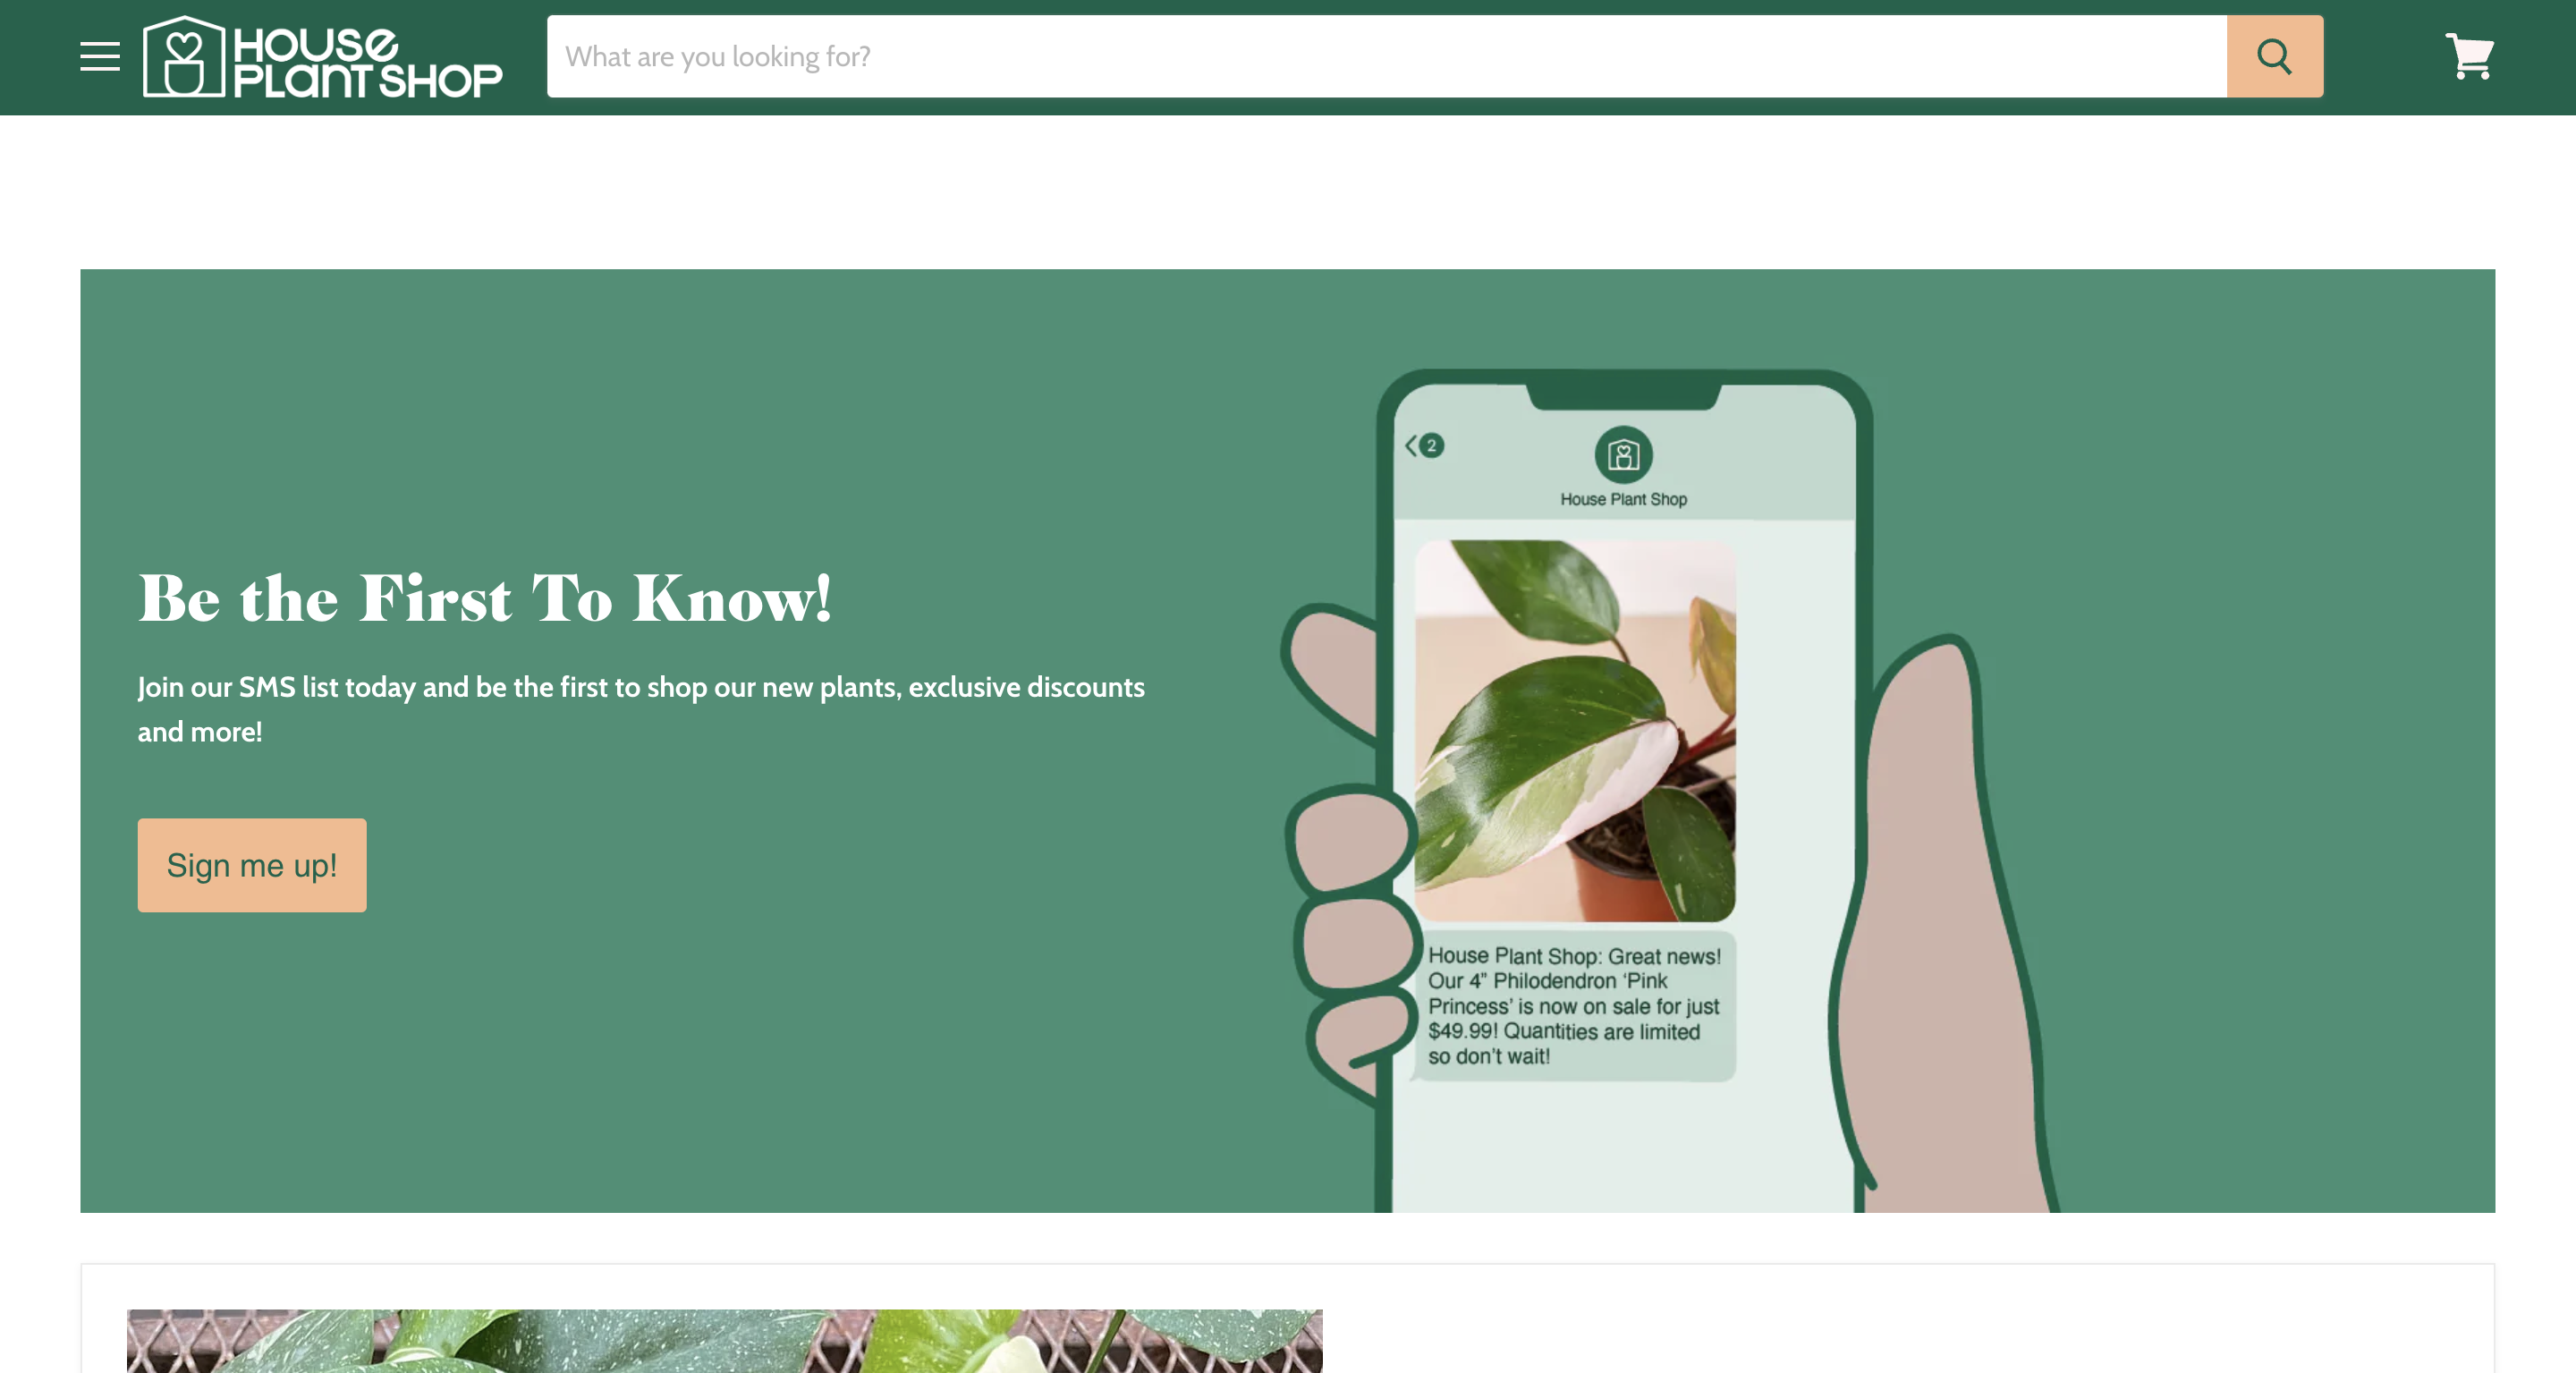 HOUSE
PLANT SHOP
What are you looking for?
2
House Plant Shop
Be the First To Know!
Join our SMS list today and be the first to shop our new plants, exclusive discounts
and more!
Sign me up!
House Plant Shop: Great news!
Our 4” Philodendron ‘Pink
Princess’ is now on sale for just
$49.99! Quantities are limited
so don’t wait!